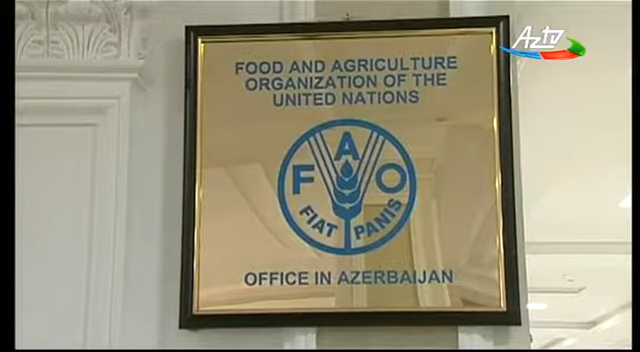 AzTV
FOOD AND AGRICULTURE
ORGANIZATION OF THE
UNITED NATIONS
F A O
FIAT PANIS
OFFICE IN AZERBAIJAN